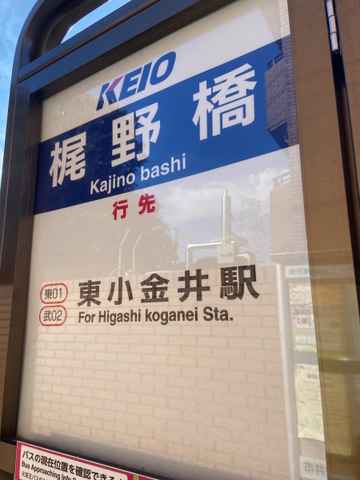 KEIO
梶野橋
Kajino bashi
行先
東01
武02
東小金井駅
For Higashi koganei Sta.
バスの現在位置を確認できる
Bus Approaching Info